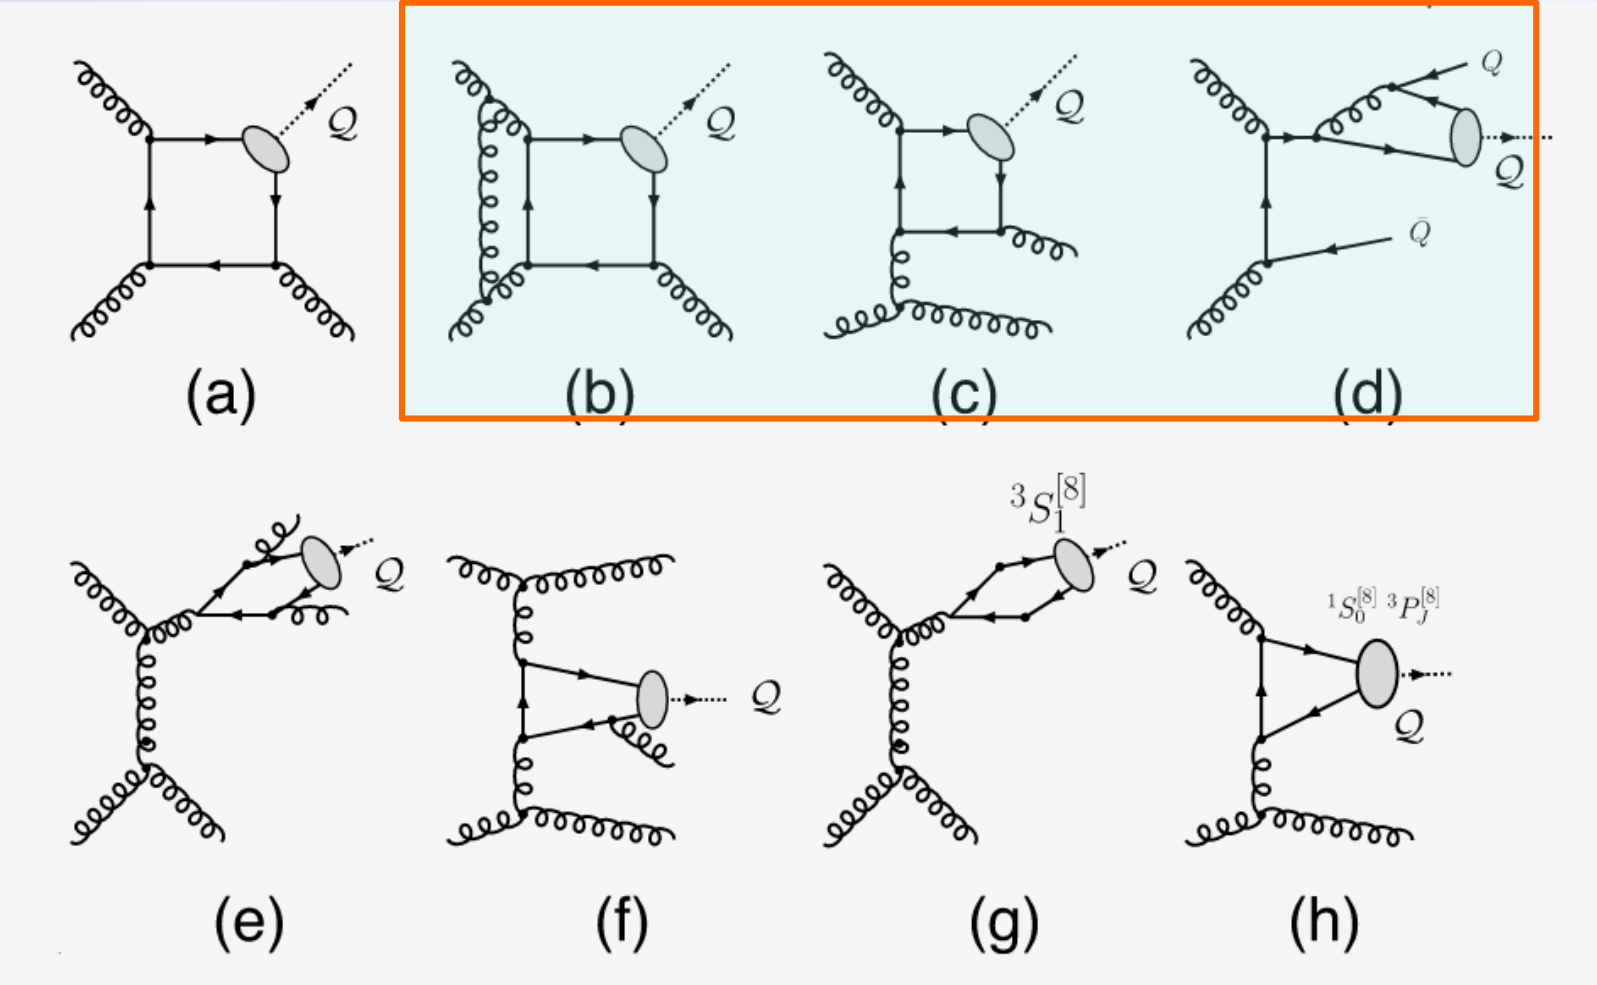 𝒬 𝒬 𝒬 Q
𝒬
Q̄
(a) (b) (c) (d)
³S₁^[8]
¹S₀^[8] ³P_J^[8]
𝒬 𝒬 𝒬 𝒬
(e) (f) (g) (h)